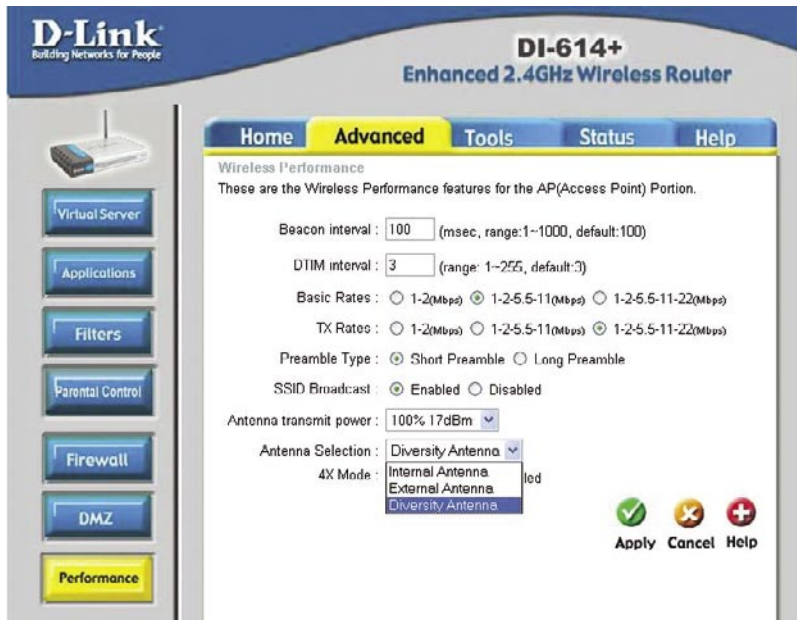 D-Link
Building Networks for People
DI-614+
Enhanced 2.4GHz Wireless Router
Home Advanced Tools Status Help
Wireless Performance
These are the Wireless Performance features for the AP(Access Point) Portion.
Virtual Server
Beacon interval : 100 (msec, range:1~1000, default:100)
Applications
DTIM interval : 3 (range: 1~255, default:3)
Basic Rates : 1-2(Mbps) 1-2-5.5-11(Mbps) 1-2-5.5-11-22(Mbps)
Filters
TX Rates : 1-2(Mbps) 1-2-5.5-11(Mbps) 1-2-5.5-11-22(Mbps)
Preamble Type : Short Preamble Long Preamble
Parental Control
SSID Broadcast : Enabled Disabled
Antenna transmit power : 100% 17dBm
Firewall
Antenna Selection : Diversity Antenna
4X Mode : led
Internal Antenna
External Antenna
Diversity Antenna
DMZ
Apply Cancel Help
Performance